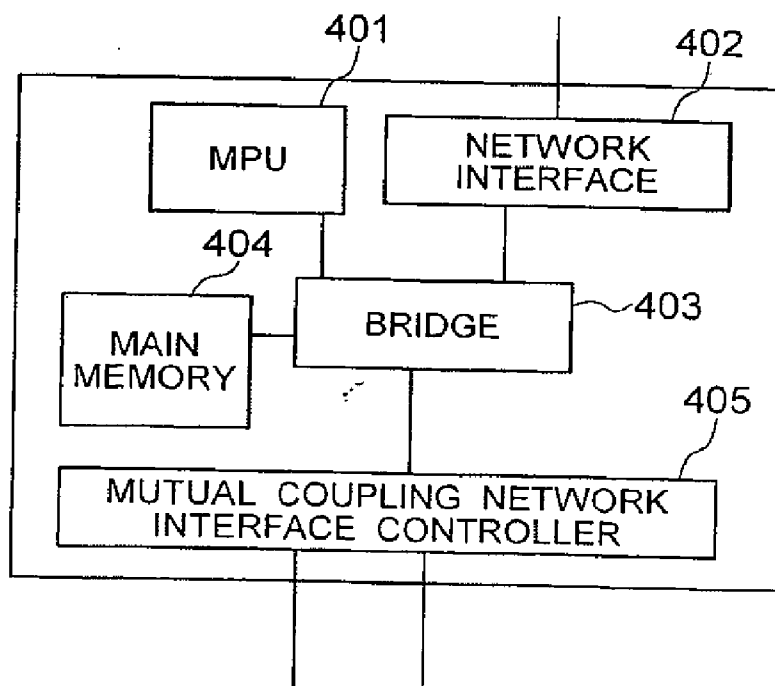 401
402
MPU
NETWORK
INTERFACE
404
BRIDGE
403
MAIN
MEMORY
405
MUTUAL COUPLING NETWORK
INTERFACE CONTROLLER